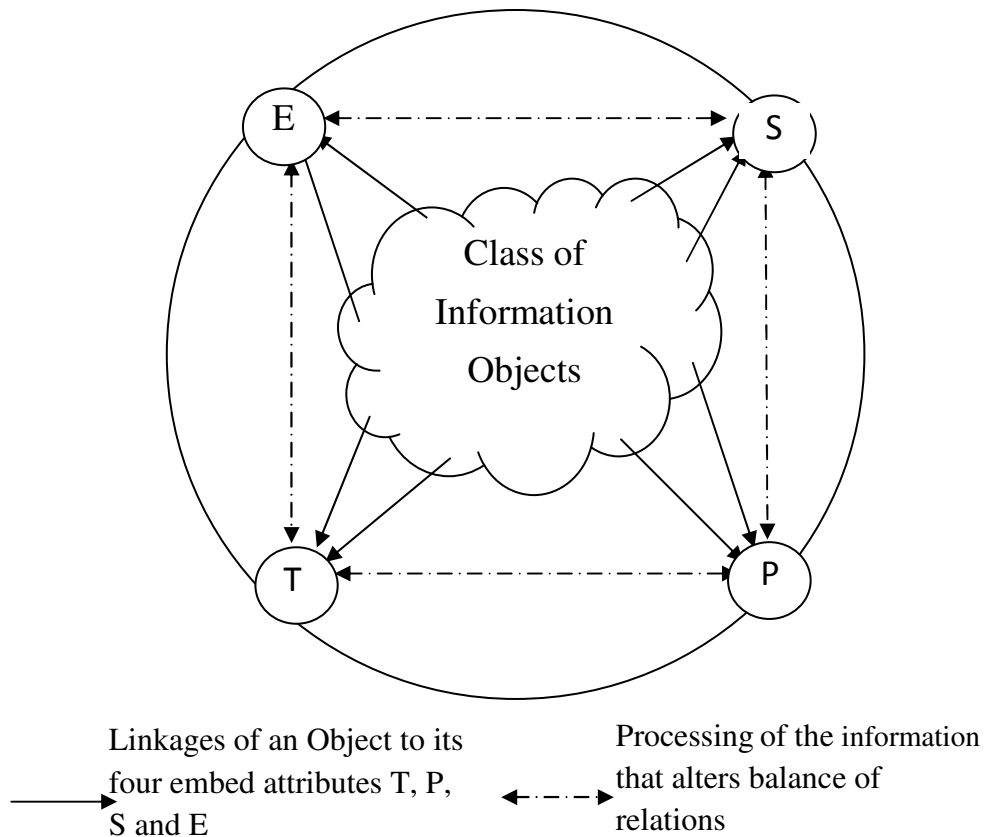 E
S
Class of
Information
Objects
T
P
Linkages of an Object to its
four embed attributes T, P,
S and E
Processing of the information
that alters balance of
relations